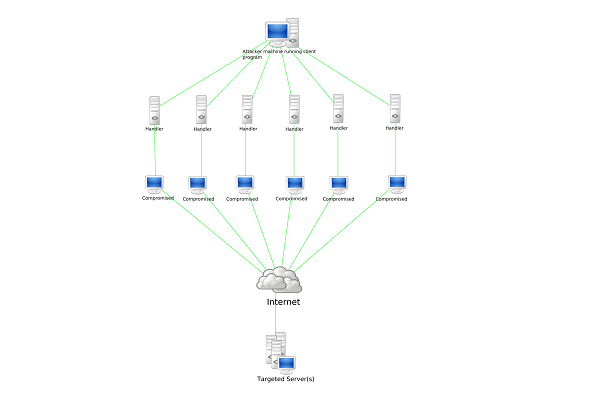 Attacker machine running client
program
Handler
Handler
Handler
Handler
Handler
Handler
Compromised
Compromised
Compromised
Compromised
Compromised
Compromised
Internet
Targeted Server(s)